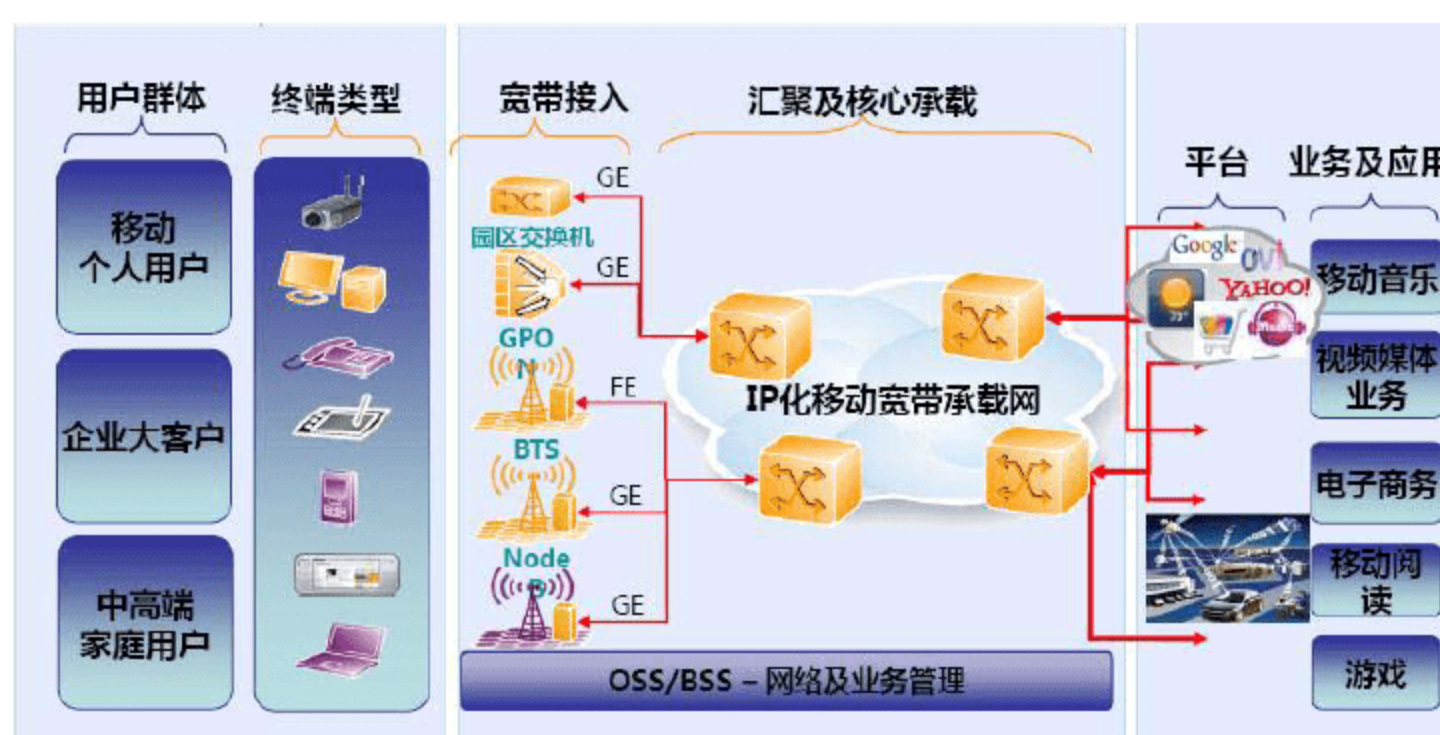 用户群体
终端类型
宽带接入
汇聚及核心承载
平台
业务及应用
移动
个人用户
企业大客户
中高端
家庭用户
GE
园区交换机
GE
GPO
N
FE
BTS
GE
Node
B
GE
IP化移动宽带承载网
OSS/BSS – 网络及业务管理
Google
ovi
YAHOO!
73°
Music
移动音乐
视频媒体
业务
电子商务
移动阅
读
游戏